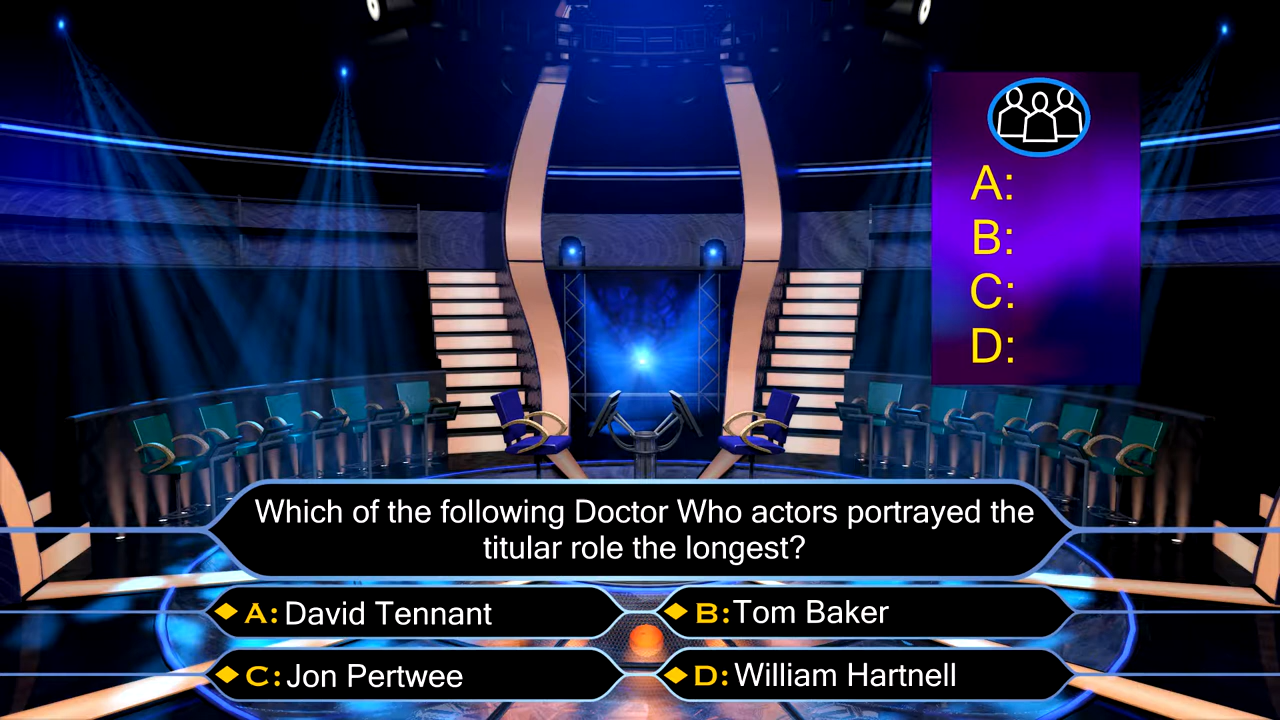 A:
B:
C:
D:
Which of the following Doctor Who actors portrayed the
titular role the longest?
A: David Tennant
B: Tom Baker
C: Jon Pertwee
D: William Hartnell